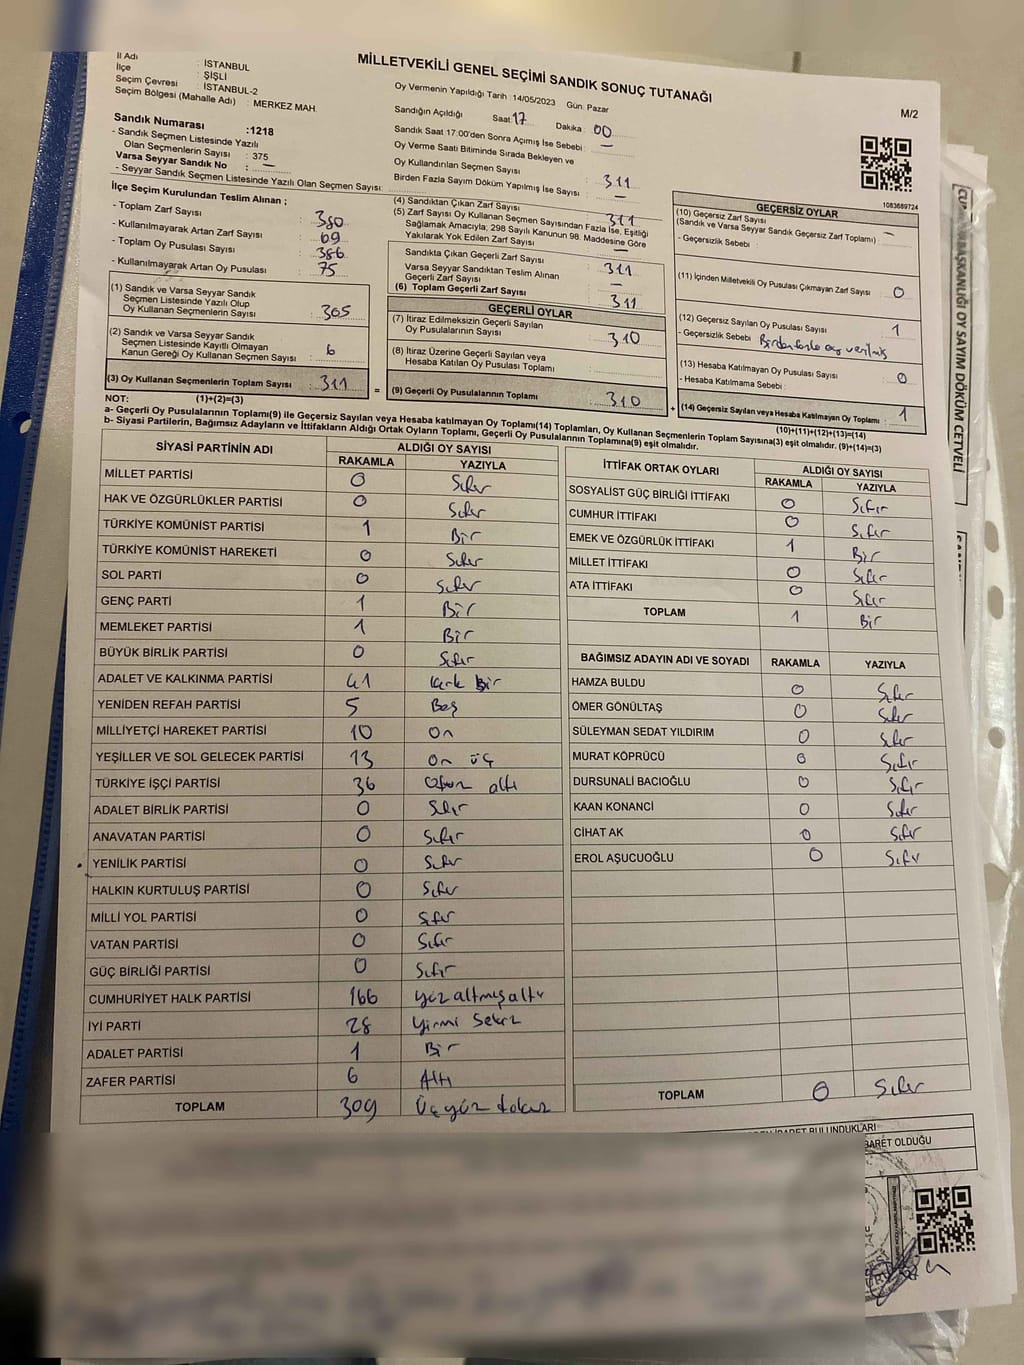 MİLLETVEKİLİ GENEL SEÇİMİ SANDIK SONUÇ TUTANAĞI
M/2
İl Adı : İSTANBUL
İlçe : ŞİŞLİ
Seçim Çevresi : İSTANBUL-2
Seçim Bölgesi (Mahalle Adı) : MERKEZ MAH.
Sandık Numarası :1218
- Sandık Seçmen Listesinde Yazılı
Olan Seçmenlerin Sayısı : 375
Varsa Seyyar Sandık No : —
- Seyyar Sandık Seçmen Listesinde Yazılı Olan Seçmen Sayısı:
Oy Vermenin Yapıldığı Tarih :14/05/2023 Gün: Pazar
Sandığın Açıldığı Saat: 17 Dakika : 00
Sandık Saat 17:00'den Sonra Açımış İse Sebebi : —
Oy Verme Saati Bitiminde Sırada Bekleyen ve
Oy Kullandırılan Seçmen Sayısı : —
Birden Fazla Sayım Döküm Yapılmış İse Sayısı : 311
İlçe Seçim Kurulundan Teslim Alınan ;
- Toplam Zarf Sayısı : 380
- Kullanılmayarak Artan Zarf Sayısı : 69
- Toplam Oy Pusulası Sayısı : 386
- Kullanılmayarak Artan Oy Pusulası : 75
(1) Sandık ve Varsa Seyyar Sandık
Seçmen Listesinde Yazılı Olup
Oy Kullanan Seçmenlerin Sayısı : 305
(2) Sandık ve Varsa Seyyar Sandık
Seçmen Listesinde Kayıtlı Olmayan
Kanun Gereği Oy Kullanan Seçmen Sayısı : 6
(3) Oy Kullanan Seçmenlerin Toplam Sayısı : 311
(4) Sandıktan Çıkan Zarf Sayısı : 311
(5) Zarf Sayısı Oy Kullanan Seçmen Sayısından Fazla İse, Eşitliği
Sağlamak Amacıyla; 298 Sayılı Kanunun 98. Maddesine Göre
Yakılarak Yok Edilen Zarf Sayısı : —
Sandıkta Çıkan Geçerli Zarf Sayısı : 311
Varsa Seyyar Sandıktan Teslim Alınan
Geçerli Zarf Sayısı : —
(6) Toplam Geçerli Zarf Sayısı : 311
GEÇERLİ OYLAR
(7) İtiraz Edilmeksizin Geçerli Sayılan
Oy Pusulalarının Sayısı : 310
(8) İtiraz Üzerine Geçerli Sayılan veya
Hesaba Katılan Oy Pusulası Toplamı :
= (9) Geçerli Oy Pusulalarının Toplamı : 310
GEÇERSİZ OYLAR
1083689724
(10) Geçersiz Zarf Sayısı
(Sandık ve Varsa Seyyar Sandık Geçersiz Zarf Toplamı) : —
- Geçersizlik Sebebi :
(11) İçinden Milletvekili Oy Pusulası Çıkmayan Zarf Sayısı : 0
(12) Geçersiz Sayılan Oy Pusulası Sayısı : 1
- Geçersizlik Sebebi : Birden fazla oy verilmiş
(13) Hesaba Katılmayan Oy Pusulası Sayısı : 0
- Hesaba Katılmama Sebebi :
+ (14) Geçersiz Sayılan veya Hesaba Katılmayan Oy Toplamı : 1
NOT: (1)+(2)=(3)
(10)+(11)+(12)+(13)=(14)
a- Geçerli Oy Pusulalarının Toplamı(9) ile Geçersiz Sayılan veya Hesaba katılmayan Oy Toplamı(14) Toplamları, Oy Kullanan Seçmenlerin Toplam Sayısına(3) eşit olmalıdır. (9)+(14)=(3)
b- Siyasi Partilerin, Bağımsız Adayların ve İttifakların Aldığı Ortak Oyların Toplamı, Geçerli Oy Pusulalarının Toplamına(9) eşit olmalıdır.
SİYASİ PARTİNİN ADI ALDIĞI OY SAYISI
RAKAMLA YAZIYLA
MİLLET PARTİSİ 0 Sıfır
HAK VE ÖZGÜRLÜKLER PARTİSİ 0 Sıfır
TÜRKİYE KOMÜNİST PARTİSİ 1 Bir
TÜRKİYE KOMÜNİST HAREKETİ 0 Sıfır
SOL PARTİ 0 Sıfır
GENÇ PARTİ 1 Bir
MEMLEKET PARTİSİ 1 Bir
BÜYÜK BİRLİK PARTİSİ 0 Sıfır
ADALET VE KALKINMA PARTİSİ 41 Kırk Bir
YENİDEN REFAH PARTİSİ 5 Beş
MİLLİYETÇİ HAREKET PARTİSİ 10 On
YEŞİLLER VE SOL GELECEK PARTİSİ 13 On üç
TÜRKİYE İŞÇİ PARTİSİ 36 Otuz altı
ADALET BİRLİK PARTİSİ 0 Sıfır
ANAVATAN PARTİSİ 0 Sıfır
YENİLİK PARTİSİ 0 Sıfır
HALKIN KURTULUŞ PARTİSİ 0 Sıfır
MİLLİ YOL PARTİSİ 0 Sıfır
VATAN PARTİSİ 0 Sıfır
GÜÇ BİRLİĞİ PARTİSİ 0 Sıfır
CUMHURİYET HALK PARTİSİ 166 yüz altmış altı
İYİ PARTİ 28 Yirmi Sekiz
ADALET PARTİSİ 1 Bir
ZAFER PARTİSİ 6 Altı
TOPLAM 309 Üç yüz dokuz
İTTİFAK ORTAK OYLARI ALDIĞI OY SAYISI
RAKAMLA YAZIYLA
SOSYALİST GÜÇ BİRLİĞİ İTTİFAKI 0 Sıfır
CUMHUR İTTİFAKI 0 Sıfır
EMEK VE ÖZGÜRLÜK İTTİFAKI 1 Bir
MİLLET İTTİFAKI 0 Sıfır
ATA İTTİFAKI 0 Sıfır
TOPLAM 1 Bir
BAĞIMSIZ ADAYIN ADI VE SOYADI RAKAMLA YAZIYLA
HAMZA BULDU 0 Sıfır
ÖMER GÖNÜLTAŞ 0 Sıfır
SÜLEYMAN SEDAT YILDIRIM 0 Sıfır
MURAT KÖPRÜCÜ 0 Sıfır
DURSUNALİ BACIOĞLU 0 Sıfır
KAAN KONANCİ 0 Sıfır
CİHAT AK 0 Sıfır
EROL AŞUCUOĞLU 0 Sıfır
TOPLAM 0 Sıfır
BULUNDUKLARI
OLDUĞU
BAŞKANLIĞI OY SAYIM DÖKÜM CETVELİ